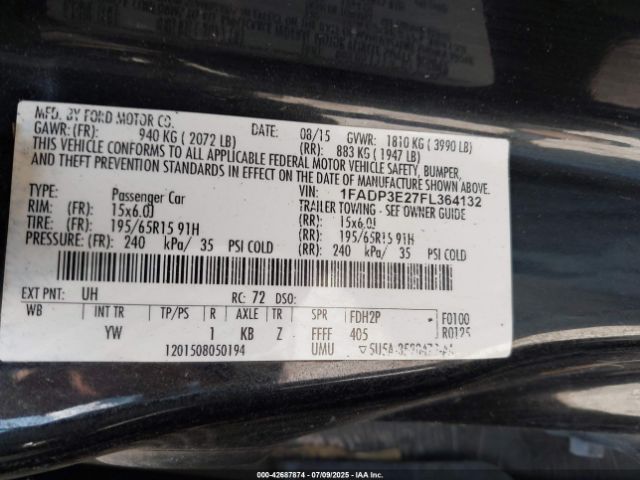 MFD. BY FORD MOTOR CO.
DATE: 08/15 GVWR: 1810 KG ( 3990 LB)
GAWR: (FR): 940 KG ( 2072 LB) (RR): 883 KG ( 1947 LB)
THIS VEHICLE CONFORMS TO ALL APPLICABLE FEDERAL MOTOR VEHICLE SAFETY, BUMPER,
AND THEFT PREVENTION STANDARDS IN EFFECT ON THE DATE OF MANUFACTURE SHOWN ABOVE.
VIN: 1FADP3E27FL364132
TYPE: Passenger Car TRAILER TOWING - SEE OWNER GUIDE
RIM: (FR): 15x6.0J (RR): 15x6.0J
TIRE: (FR): 195/65R15 91H (RR): 195/65R15 91H
PRESSURE: (FR): 240 kPa/ 35 PSI COLD (RR): 240 kPa/ 35 PSI COLD
EXT PNT: UH RC: 72 DSO:
WB INT TR TP/PS R AXLE TR SPR FDH2P F0100
YW 1 KB Z FFFF 405 R0125
1201508050194 UMU
000-42687874 | 07/09/2025 | IAAI.COM